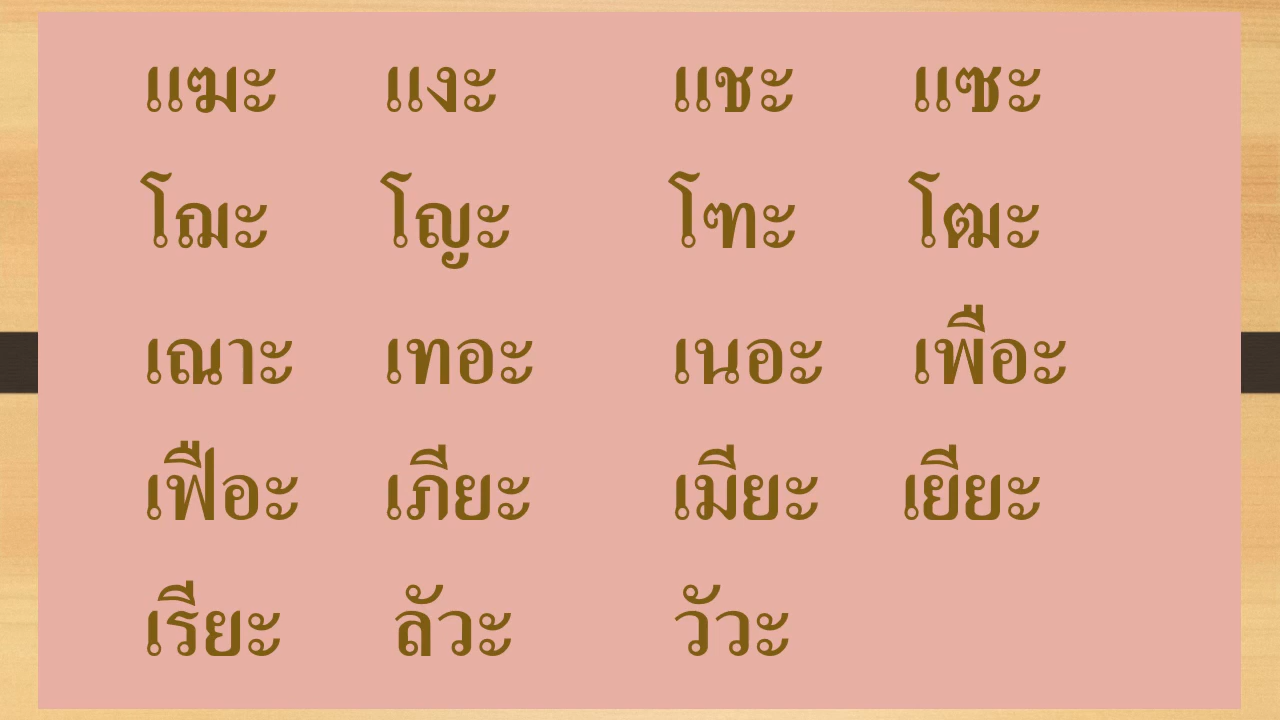 แฆะ แงะ แชะ แซะ
โฌะ โญะ โฑะ โฒะ
เฌาะ เทอะ เนอะ เพือะ
เฟือะ เภียะ เมียะ เยียะ
เรียะ ลัวะ วัวะ